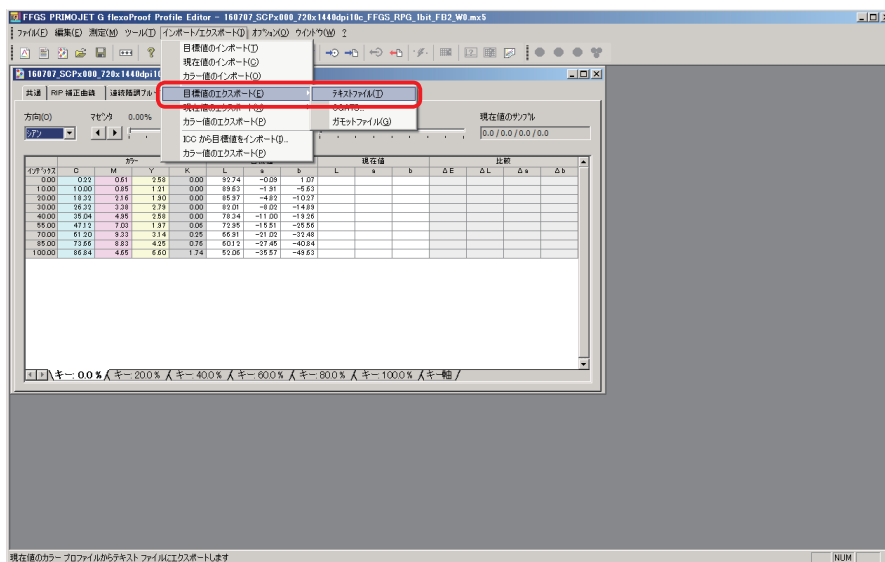 FFGS PRIMOJET G flexoProof Profile Editor - 160707_SCPx000_720x1440dpi10c_FFGS_RPG_1bit_FB2_W0.mx5
ファイル(F) 編集(E) 測定(M) ツール(T) インポート/エクスポート(I) オプション(O) ウインドウ(W) ?
目標値のインポート(T)
現在値のインポート(C)
カラー値のインポート(O)
目標値のエクスポート(E)
カラー値のエクスポート(P)
ICC から目標値をインポート(I)..
カラー値のエクスポート(P)
テキストファイル(T)
ガモットファイル(G)
160707_SCPx000_720x1440dpi10
共通 RIP 補正曲線 連続階調フル
方向(O) マゼンタ 0.00% 現在値のサンプル
シアン 0.0 / 0.0 / 0.0 / 0.0
カラー 現在値 比較
インデックス C M Y K L a b L a b ΔE ΔL Δa Δb
0.00 0.22 0.61 2.58 0.00 92.74 -0.09 1.07
10.00 10.00 0.85 1.21 0.00 89.63 -1.91 -5.63
20.00 18.32 2.16 1.90 0.00 85.97 -4.82 -10.27
30.00 26.32 3.38 2.79 0.00 82.01 -8.02 -14.89
40.00 35.04 4.95 2.58 0.00 78.34 -11.00 -19.26
55.00 47.12 7.03 1.97 0.06 72.95 -15.51 -25.56
70.00 61.20 9.33 3.14 0.25 66.91 -21.02 -32.48
85.00 73.66 8.83 4.25 0.76 60.12 -27.45 -40.84
100.00 86.84 4.65 6.60 1.74 52.06 -35.57 -49.63
キー: 0.0 % キー: 20.0 % キー: 40.0 % キー: 60.0 % キー: 80.0 % キー: 100.0 % キー軸
現在値のカラー プロファイルからテキスト ファイルにエクスポートします NUM